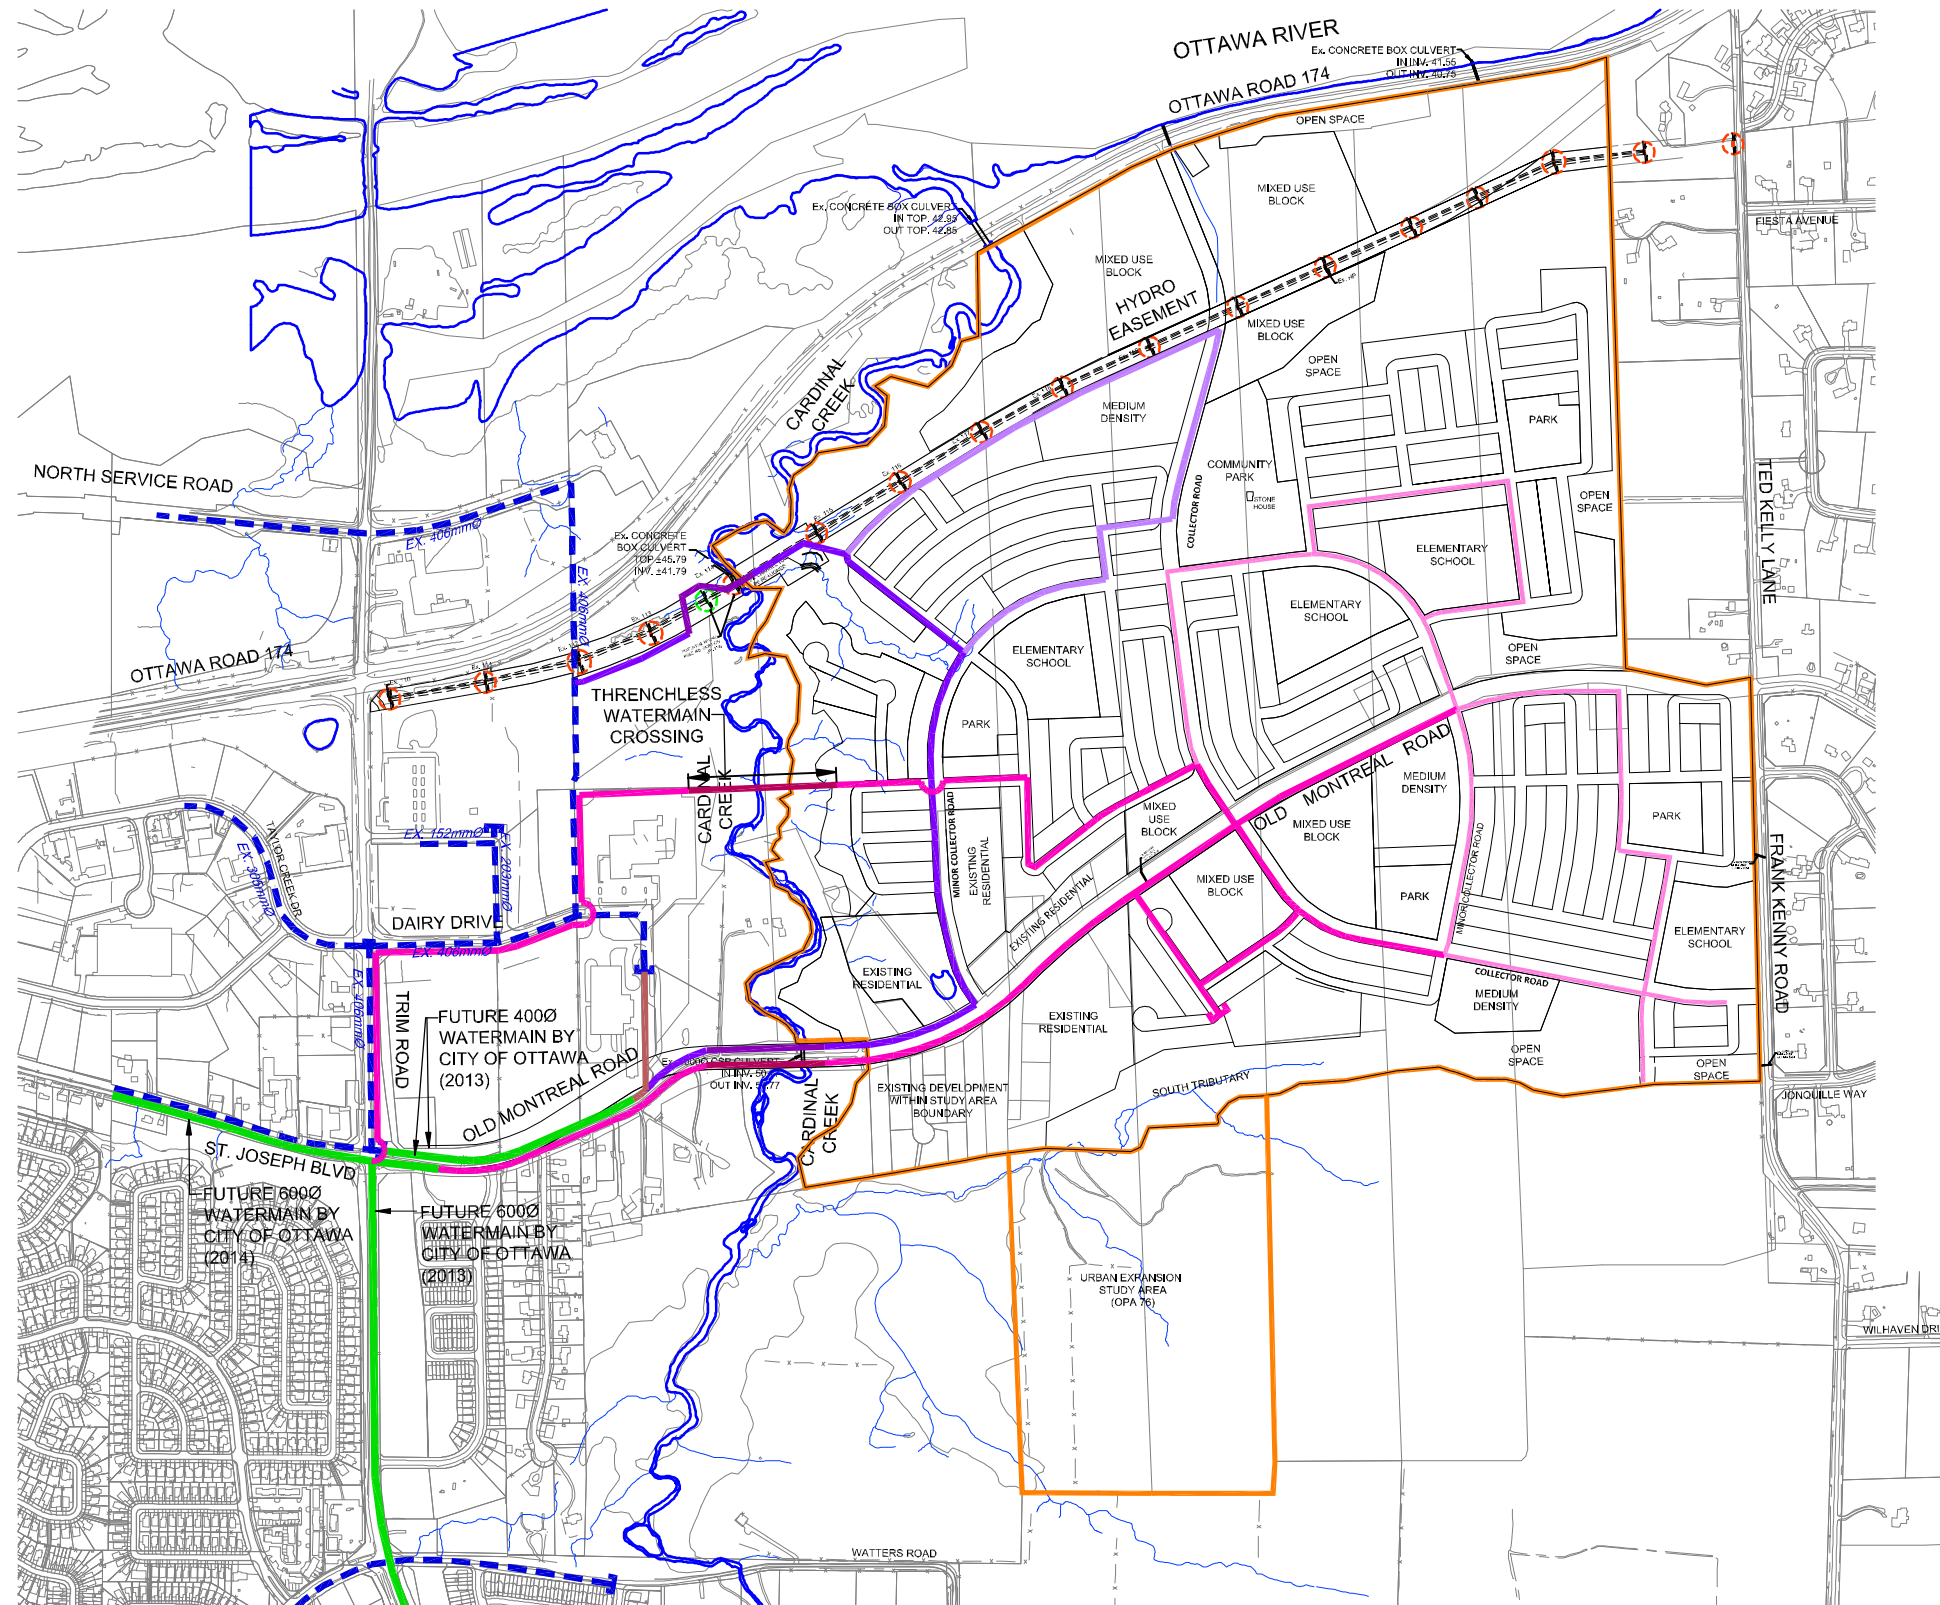 OTTAWA RIVER
Ex. CONCRETE BOX CULVERT
IN INV. 41.55
OUT INV. 40.75
OTTAWA ROAD 174
OPEN SPACE
MIXED USE
BLOCK
Ex. CONCRETE BOX CULVERT
IN TOP. 42.95
OUT TOP. 42.85
FIESTA AVENUE
MIXED USE
BLOCK
HYDRO
EASEMENT
MIXED USE
BLOCK
OPEN
SPACE
CARDINAL
CREEK
MEDIUM
DENSITY
PARK
NORTH SERVICE ROAD
COMMUNITY
PARK
STONE
HOUSE
OPEN
SPACE
TED KELLY LANE
COLLECTOR ROAD
EX. 406mmØ
Ex. CONCRETE
BOX CULVERT
TOP ±45.79
INV. ±41.79
EX. 406mmØ
ELEMENTARY
SCHOOL
ELEMENTARY
SCHOOL
OTTAWA ROAD 174
ELEMENTARY
SCHOOL
OPEN
SPACE
THRENCHLESS
WATERMAIN
CROSSING
PARK
CARDINAL
CREEK
OLD MONTREAL ROAD
MEDIUM
DENSITY
MIXED
USE
BLOCK
MIXED USE
BLOCK
PARK
TAYLOR CREEK DR
EX. 152mmØ
EX. 203mmØ
EX. 305mmØ
MINOR COLLECTOR ROAD
EXISTING
RESIDENTIAL
FRANK KENNY ROAD
MIXED USE
BLOCK
PARK
MINOR COLLECTOR ROAD
EXISTING RESIDENTIAL
DAIRY DRIVE
EX. 406mmØ
ELEMENTARY
SCHOOL
EXISTING
RESIDENTIAL
COLLECTOR ROAD
EX. 406mmØ
TRIM ROAD
MEDIUM
DENSITY
FUTURE 400Ø
WATERMAIN BY
CITY OF OTTAWA
(2013)
EXISTING
RESIDENTIAL
OLD MONTREAL ROAD
OPEN
SPACE
OPEN
SPACE
CARDINAL
CREEK
EXISTING DEVELOPMENT
WITHIN STUDY AREA
BOUNDARY
SOUTH TRIBUTARY
JONQUILLE WAY
ST. JOSEPH BLVD
FUTURE 600Ø
WATERMAIN BY
CITY OF OTTAWA
(2014)
FUTURE 600Ø
WATERMAIN BY
CITY OF OTTAWA
(2013)
URBAN EXPANSION
STUDY AREA
(OPA 76)
WILHAVEN DRI
WATTERS ROAD